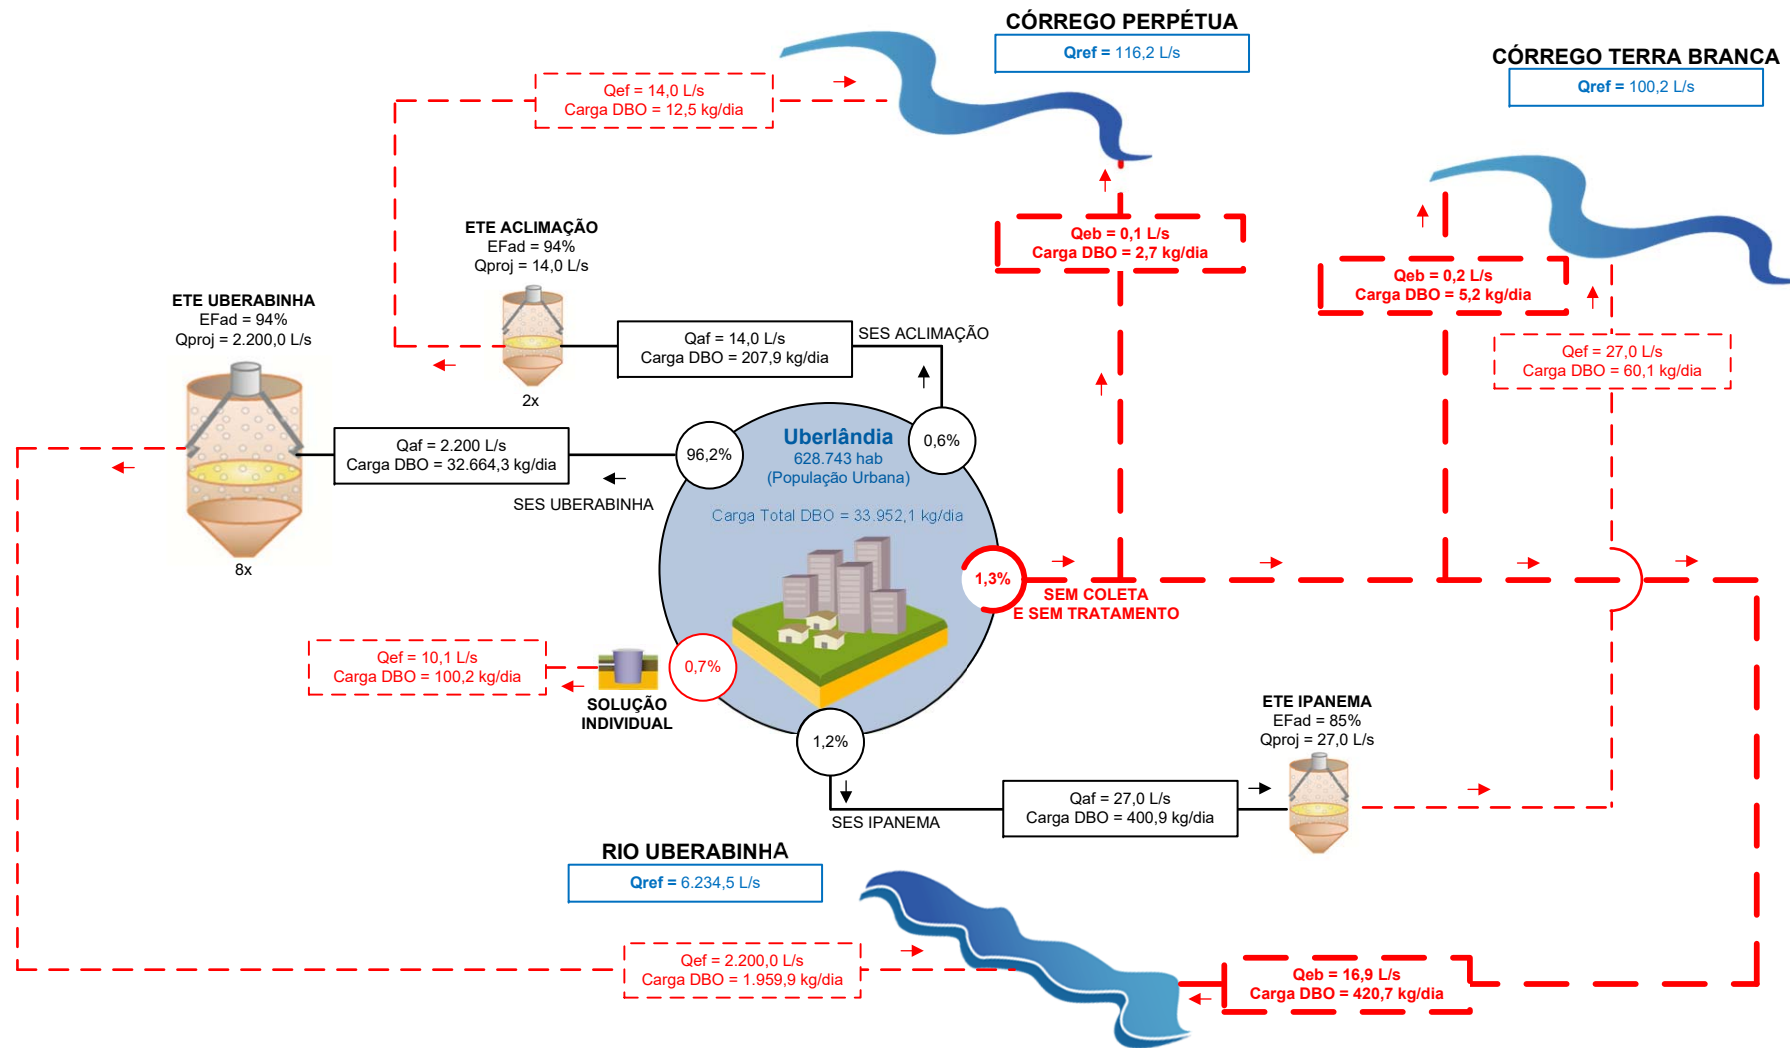 CÓRREGO PERPÉTUA
Qref = 116,2 L/s
CÓRREGO TERRA BRANCA
Qref = 100,2 L/s
Qef = 14,0 L/s
Carga DBO = 12,5 kg/dia
ETE ACLIMAÇÃO
EFad = 94%
Qproj = 14,0 L/s
2x
Qeb = 0,1 L/s
Carga DBO = 2,7 kg/dia
Qeb = 0,2 L/s
Carga DBO = 5,2 kg/dia
ETE UBERABINHA
EFad = 94%
Qproj = 2.200,0 L/s
8x
Qaf = 14,0 L/s
Carga DBO = 207,9 kg/dia
SES ACLIMAÇÃO
Qef = 27,0 L/s
Carga DBO = 60,1 kg/dia
Qaf = 2.200 L/s
Carga DBO = 32.664,3 kg/dia
SES UBERABINHA
96,2%
0,6%
Uberlândia
628.743 hab
(População Urbana)
Carga Total DBO = 33.952,1 kg/dia
1,3%
SEM COLETA
E SEM TRATAMENTO
Qef = 10,1 L/s
Carga DBO = 100,2 kg/dia
SOLUÇÃO
INDIVIDUAL
0,7%
1,2%
SES IPANEMA
Qaf = 27,0 L/s
Carga DBO = 400,9 kg/dia
ETE IPANEMA
EFad = 85%
Qproj = 27,0 L/s
RIO UBERABINHA
Qref = 6.234,5 L/s
Qef = 2.200,0 L/s
Carga DBO = 1.959,9 kg/dia
Qeb = 16,9 L/s
Carga DBO = 420,7 kg/dia